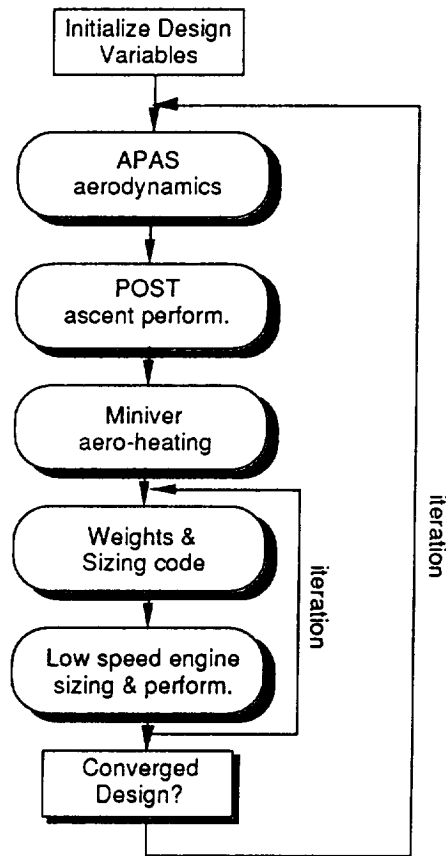 Initialize Design
Variables
APAS
aerodynamics
POST
ascent perform.
Miniver
aero-heating
Weights &
Sizing code
iteration
iteration
Low speed engine
sizing & perform.
Converged
Design?